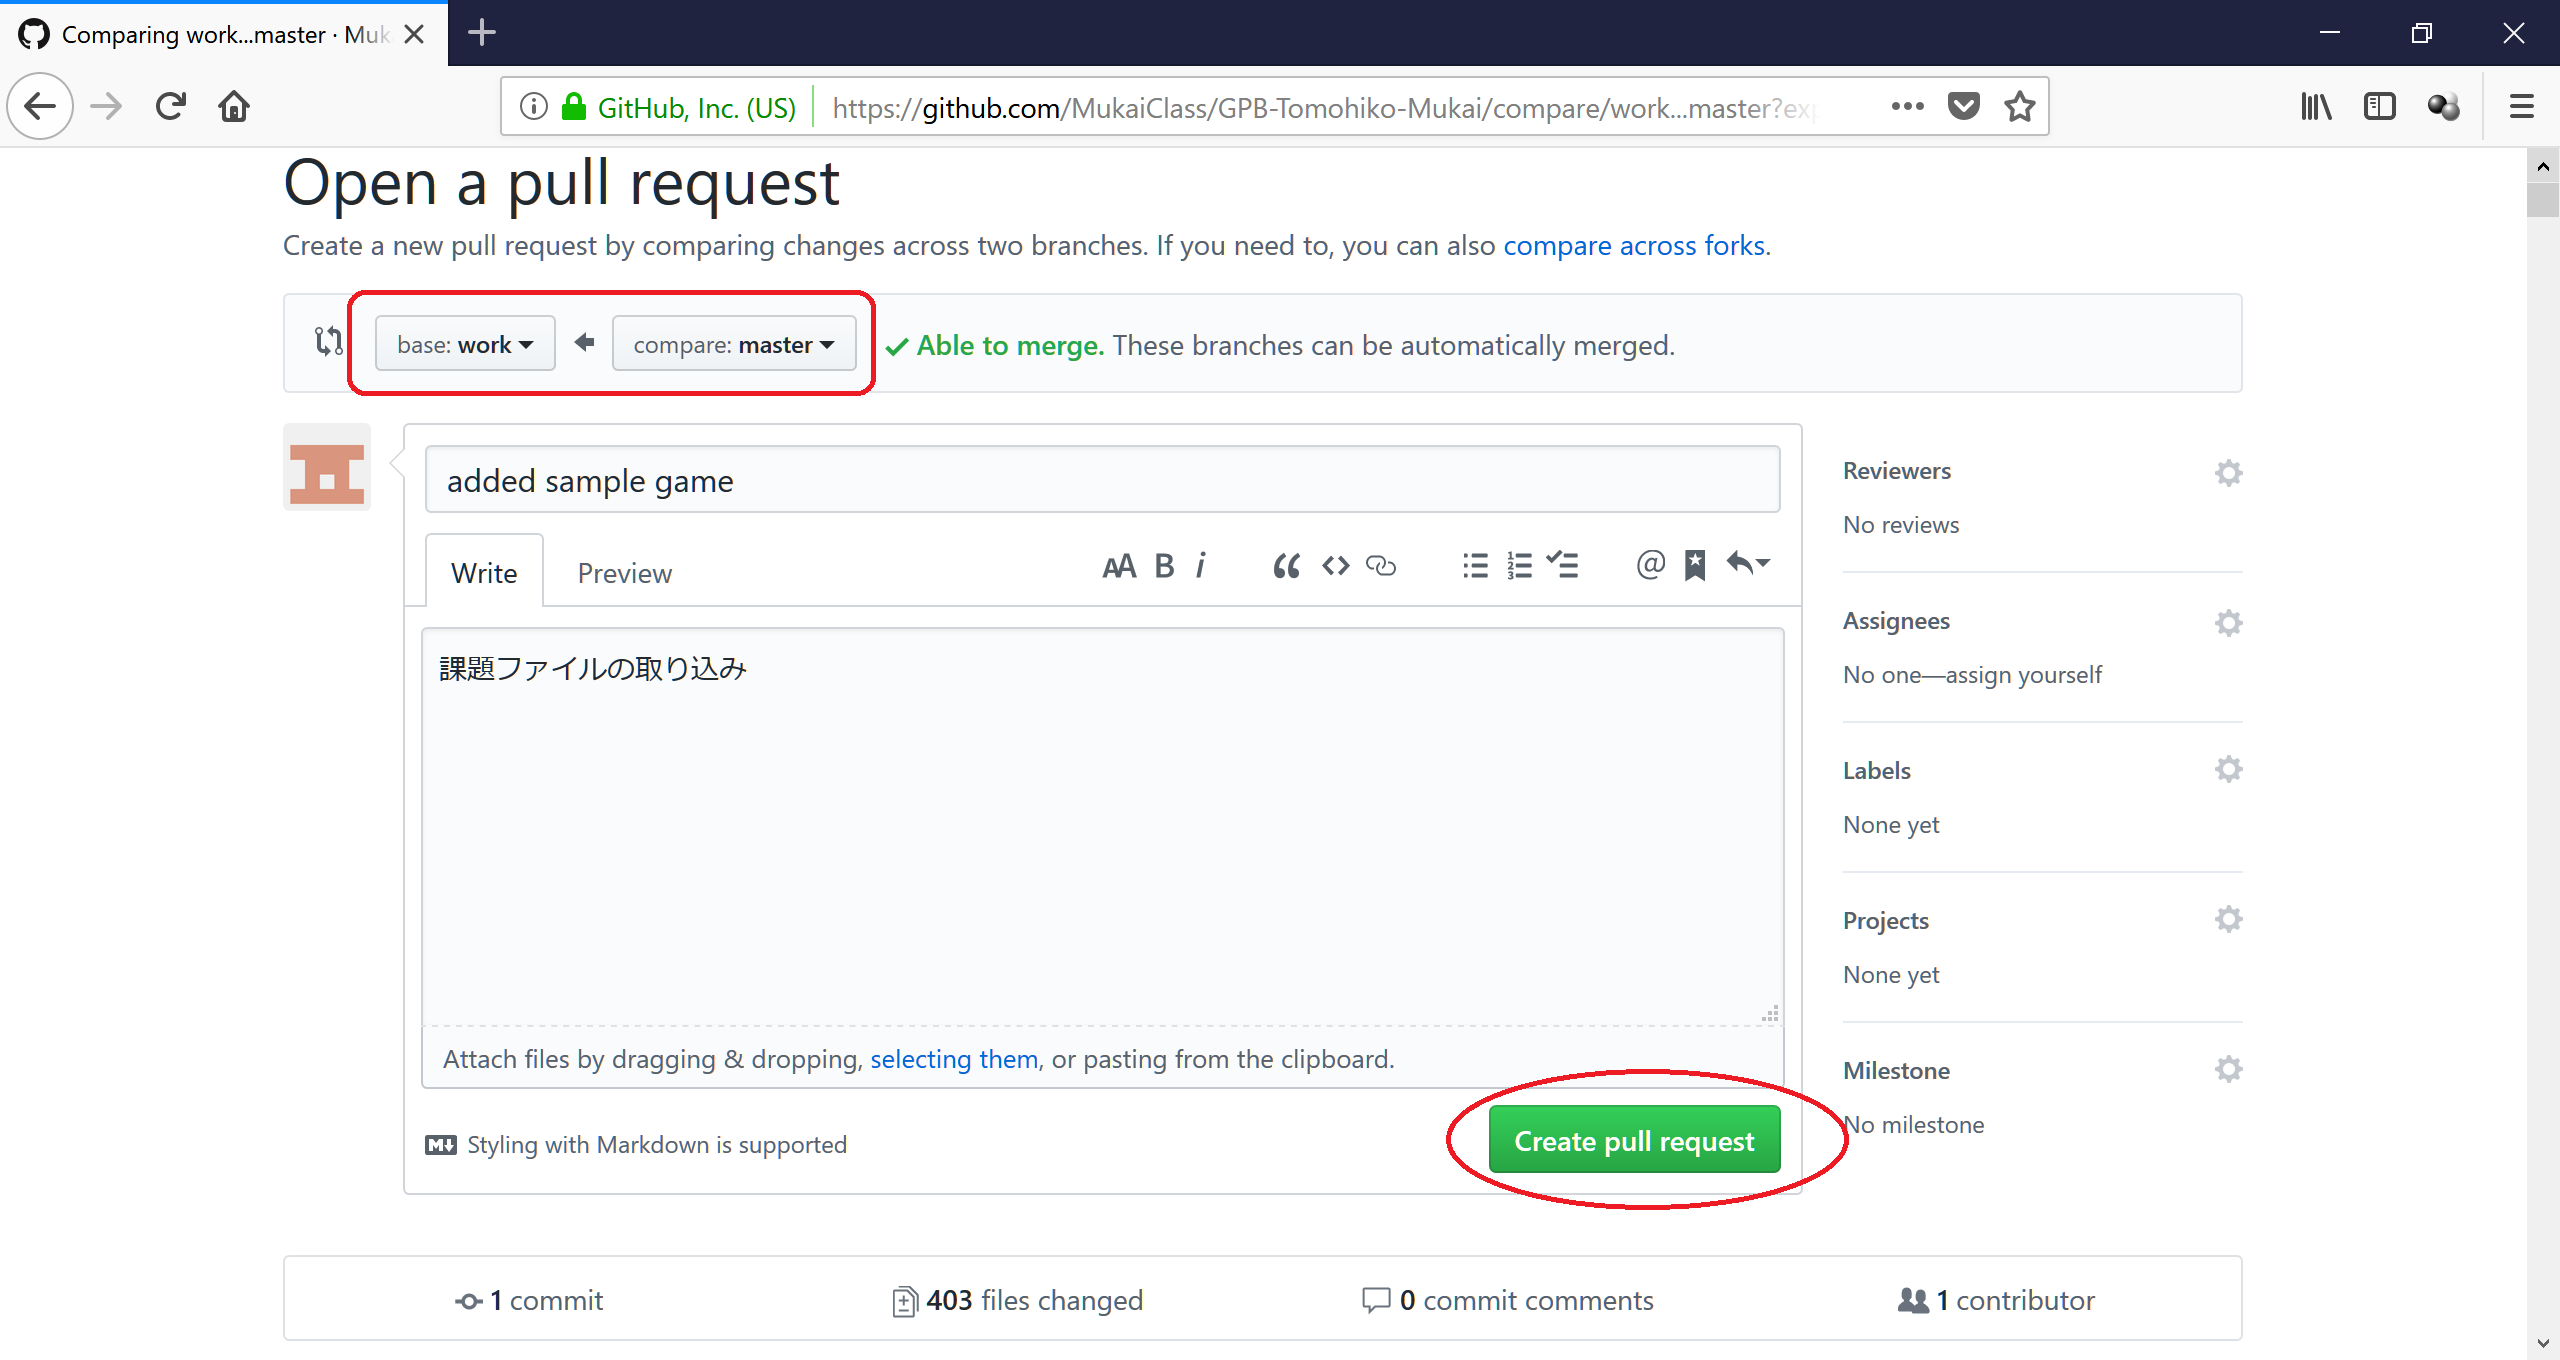 Comparing work...master · Muk
GitHub, Inc. (US) https://github.com/MukaiClass/GPB-Tomohiko-Mukai/compare/work...master?exp
Open a pull request
Create a new pull request by comparing changes across two branches. If you need to, you can also compare across forks.
base: work compare: master Able to merge. These branches can be automatically merged.
added sample game
Write Preview
課題ファイルの取り込み
Attach files by dragging & dropping, selecting them, or pasting from the clipboard.
Styling with Markdown is supported
Create pull request
Reviewers
No reviews
Assignees
No one—assign yourself
Labels
None yet
Projects
None yet
Milestone
No milestone
1 commit 403 files changed 0 commit comments 1 contributor